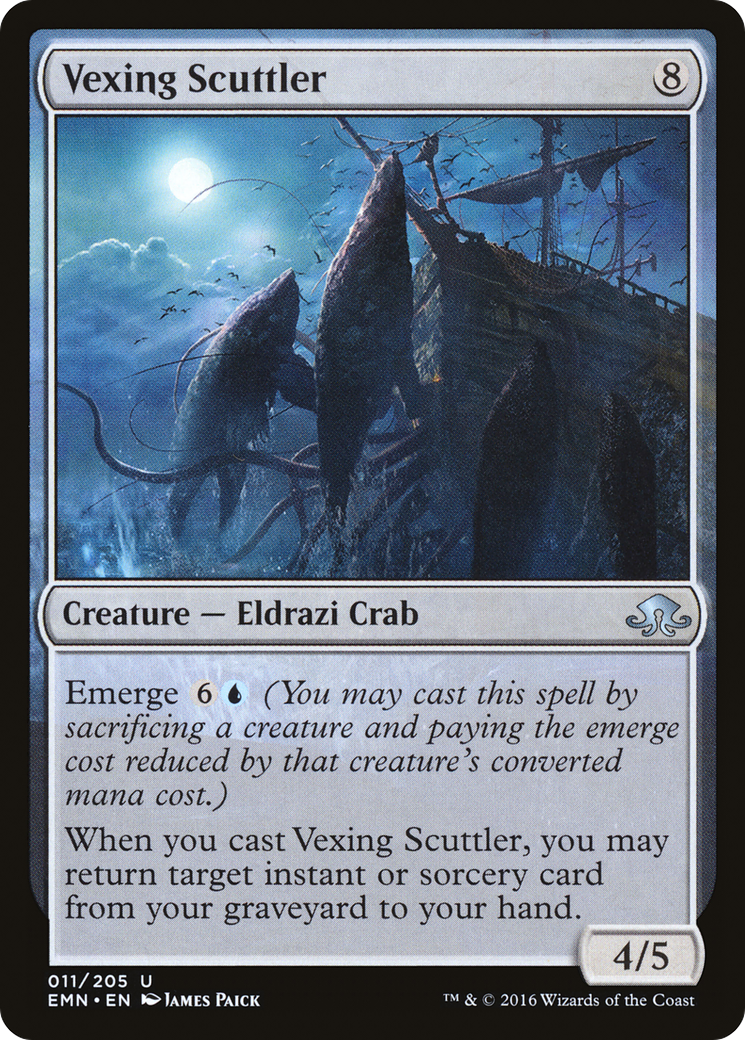 Vexing Scuttler 8
Creature — Eldrazi Crab
Emerge 6 (You may cast this spell by
sacrificing a creature and paying the emerge
cost reduced by that creature's converted
mana cost.)
When you cast Vexing Scuttler, you may
return target instant or sorcery card
from your graveyard to your hand.
4/5
011/205 U
EMN • EN James Paick
™ & © 2016 Wizards of the Coast